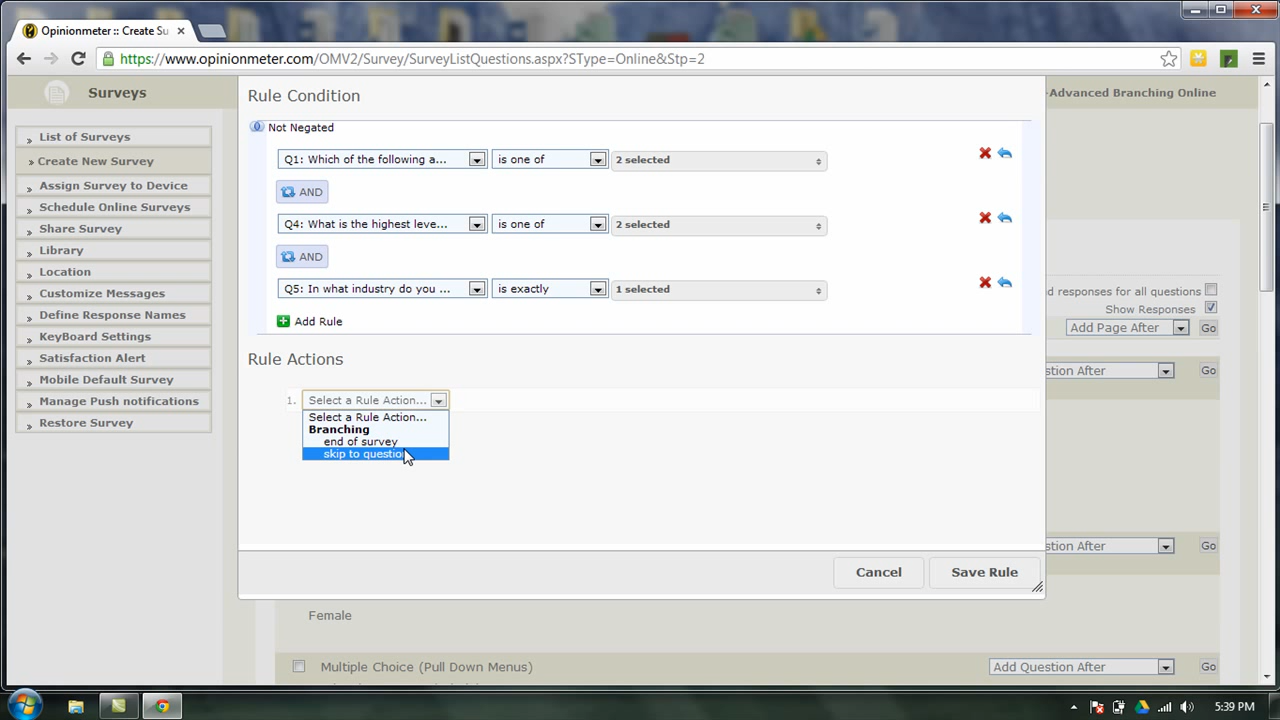 Opinionmeter :: Create Su
https://www.opinionmeter.com/OMV2/Survey/SurveyListQuestions.aspx?SType=Online&Stp=2
Surveys
-Advanced Branching Online
List of Surveys
Create New Survey
Assign Survey to Device
Schedule Online Surveys
Share Survey
Library
Location
Customize Messages
Define Response Names
KeyBoard Settings
Satisfaction Alert
Mobile Default Survey
Manage Push notifications
Restore Survey
Rule Condition
Not Negated
Q1: Which of the following a... is one of 2 selected
AND
Q4: What is the highest leve... is one of 2 selected
AND
Q5: In what industry do you ... is exactly 1 selected
Add Rule
Rule Actions
1. Select a Rule Action...
Select a Rule Action...
Branching
end of survey
skip to question
Cancel Save Rule
d responses for all questions
Show Responses
Add Page After Go
stion After Go
stion After Go
Female
Multiple Choice (Pull Down Menus) Add Question After Go
5:39 PM